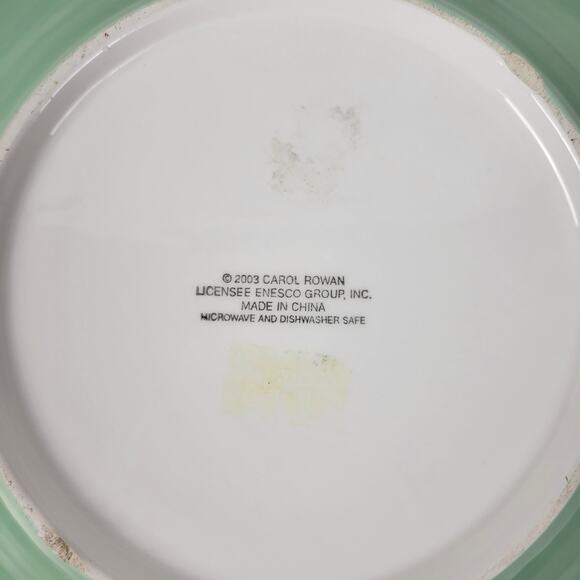 © 2003 CAROL ROWAN
LICENSEE ENESCO GROUP, INC.
MADE IN CHINA
MICROWAVE AND DISHWASHER SAFE